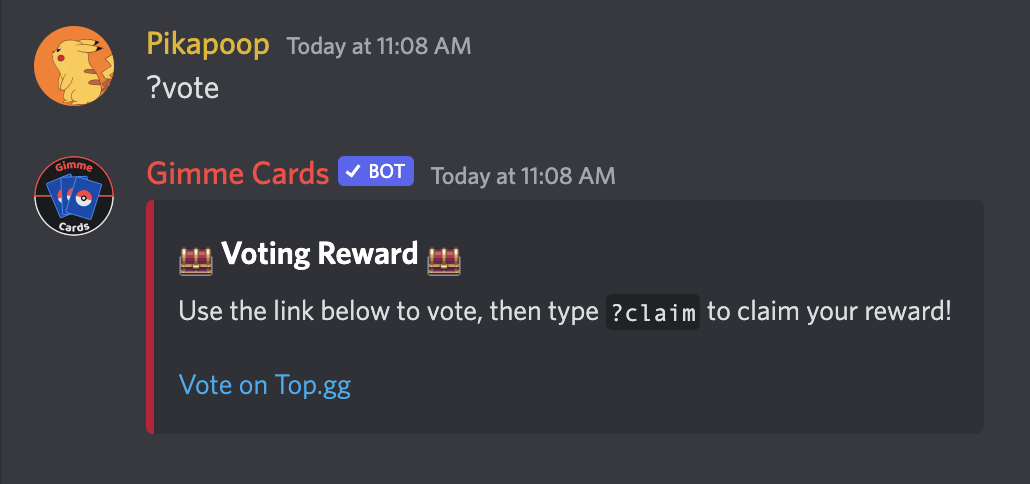 Pikapoop Today at 11:08 AM
?vote
Gimme
Cards
Gimme Cards BOT Today at 11:08 AM
Voting Reward
Use the link below to vote, then type ?claim to claim your reward!
Vote on Top.gg